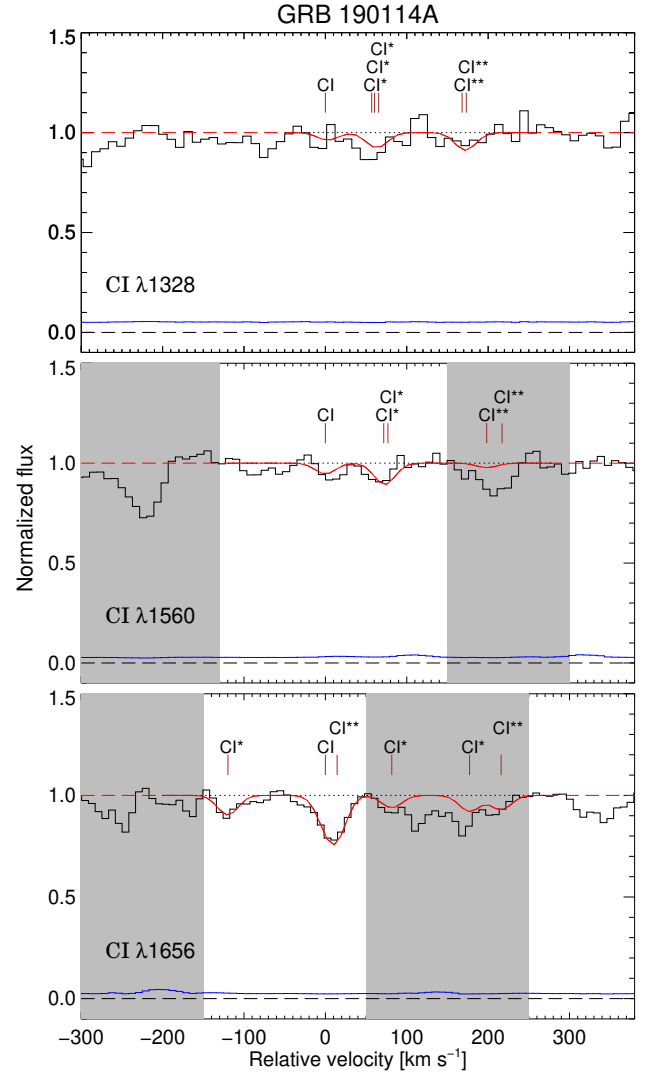 GRB 190114A
1.5
1.0
0.5
0.0
CI
CI*
CI*
CI*
CI**
CI**
CI λ1328
1.5
1.0
0.5
0.0
CI
CI*
CI*
CI**
CI**
CI λ1560
Normalized flux
1.5
1.0
0.5
0.0
CI*
CI
CI**
CI*
CI*
CI**
CI λ1656
−300 −200 −100 0 100 200 300
Relative velocity [km s⁻¹]